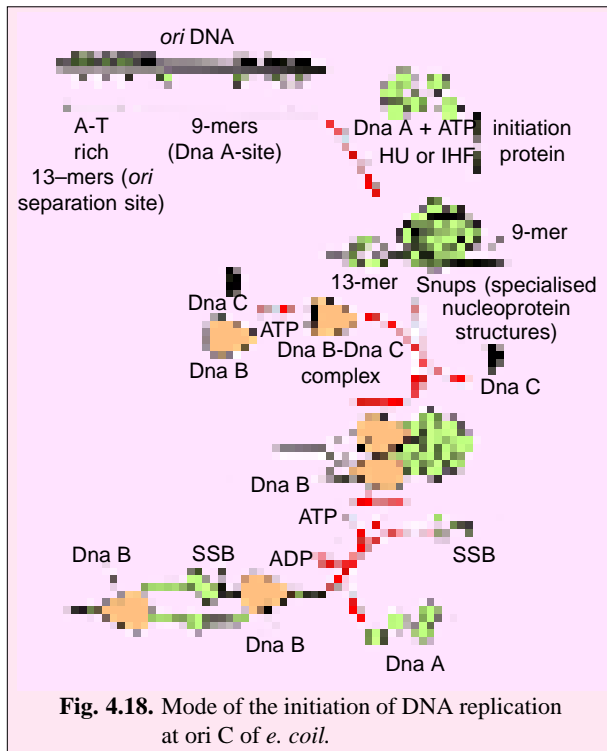 ori DNA
A-T
rich
13–mers (ori
separation site)
9-mers
(Dna A-site)
Dna A + ATP
HU or IHF
initiation
protein
9-mer
13-mer
Snups (specialised
nucleoprotein
structures)
Dna C
ATP
Dna B
Dna B-Dna C
complex
Dna C
Dna B
ATP
ADP
SSB
Dna B
SSB
Dna B
Dna A
Fig. 4.18. Mode of the initiation of DNA replication
at ori C of e. coil.